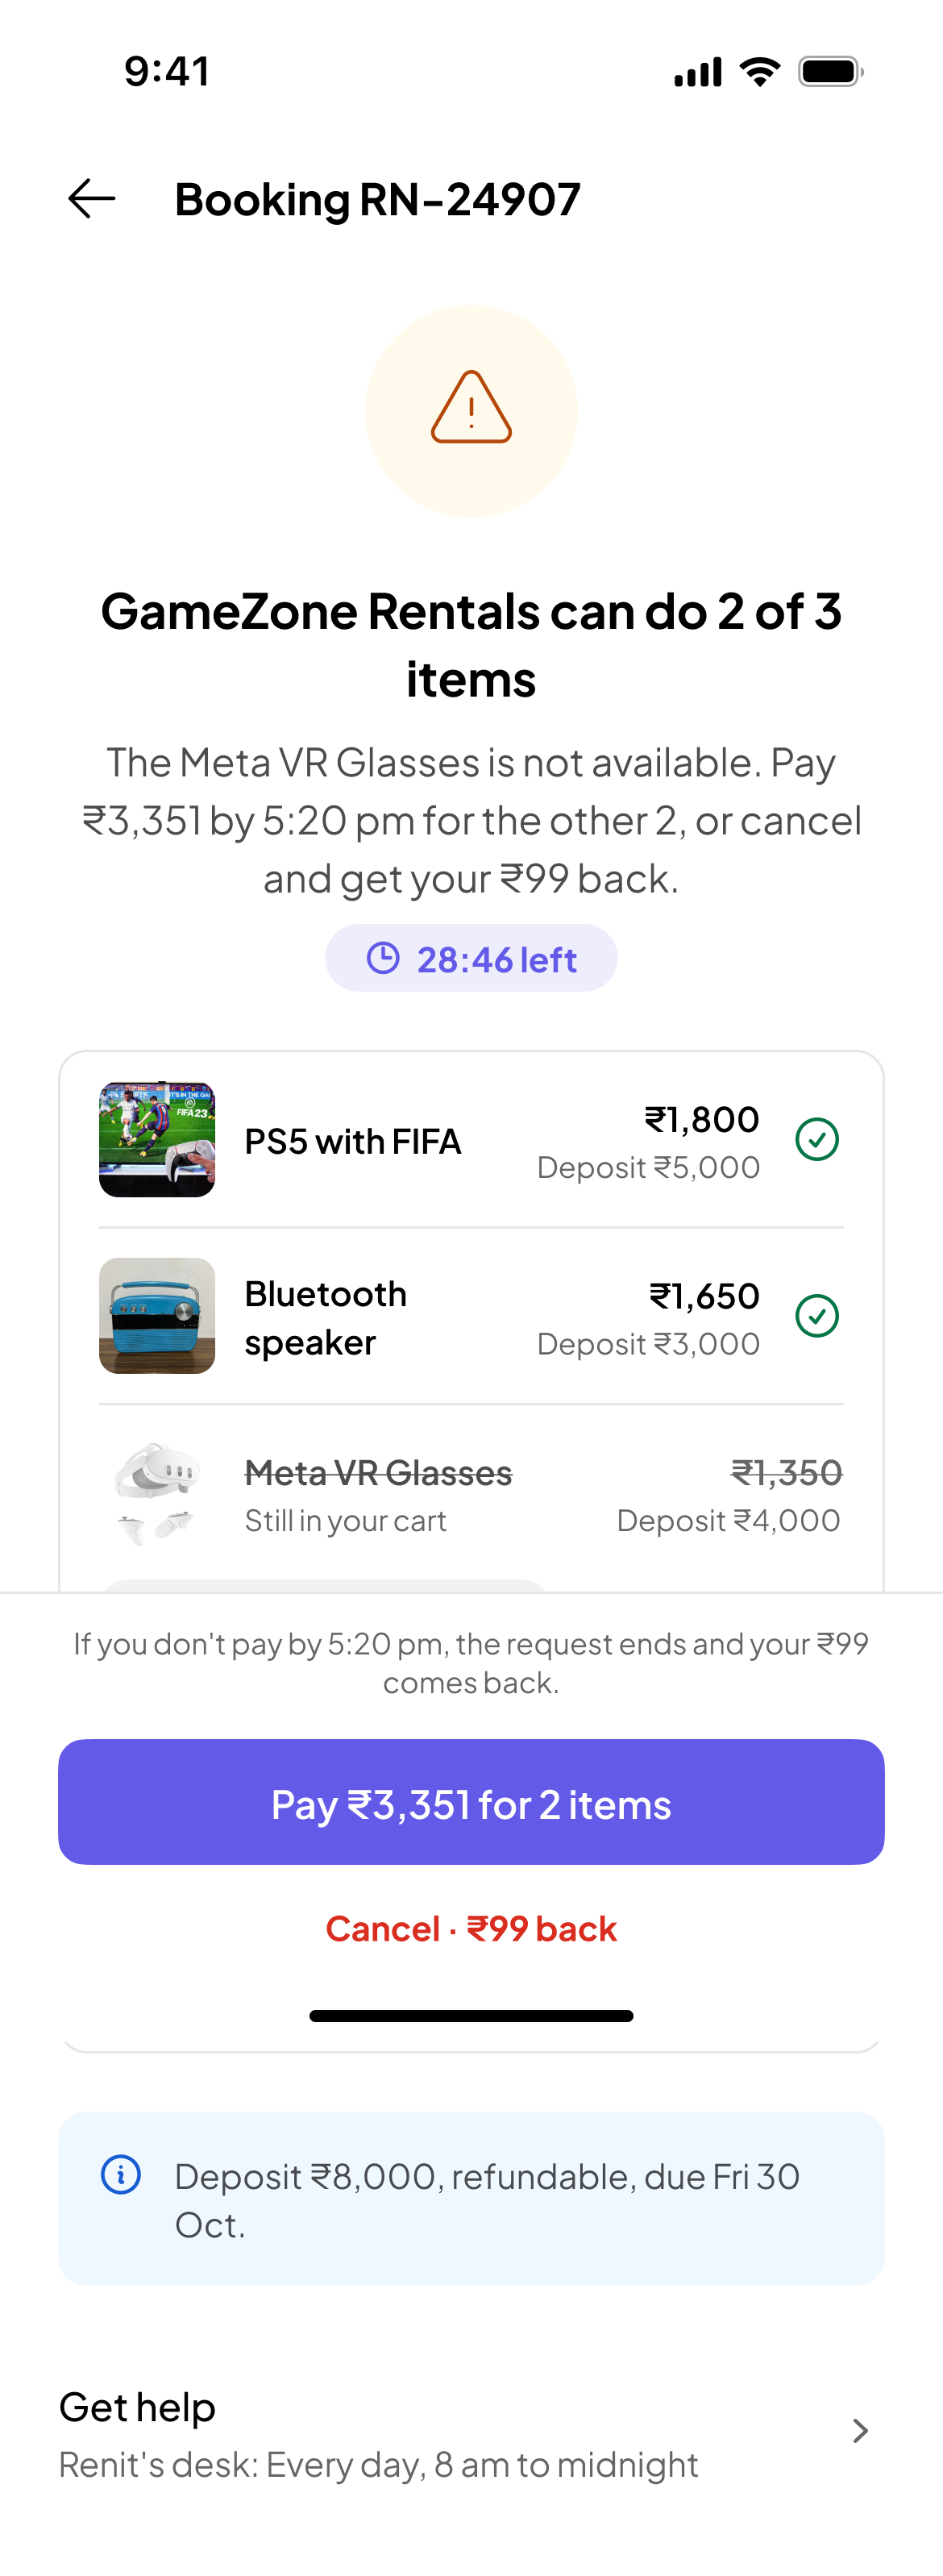 9:41
Booking RN-24907
GameZone Rentals can do 2 of 3
items
The Meta VR Glasses is not available. Pay
₹3,351 by 5:20 pm for the other 2, or cancel
and get your ₹99 back.
28:46 left
FIFA 23
PS5 with FIFA
₹1,800
Deposit ₹5,000
Bluetooth
speaker
₹1,650
Deposit ₹3,000
Meta VR Glasses
₹1,350
Still in your cart
Deposit ₹4,000
If you don't pay by 5:20 pm, the request ends and your ₹99
comes back.
Pay ₹3,351 for 2 items
Cancel · ₹99 back
Deposit ₹8,000, refundable, due Fri 30
Oct.
Get help
Renit's desk: Every day, 8 am to midnight